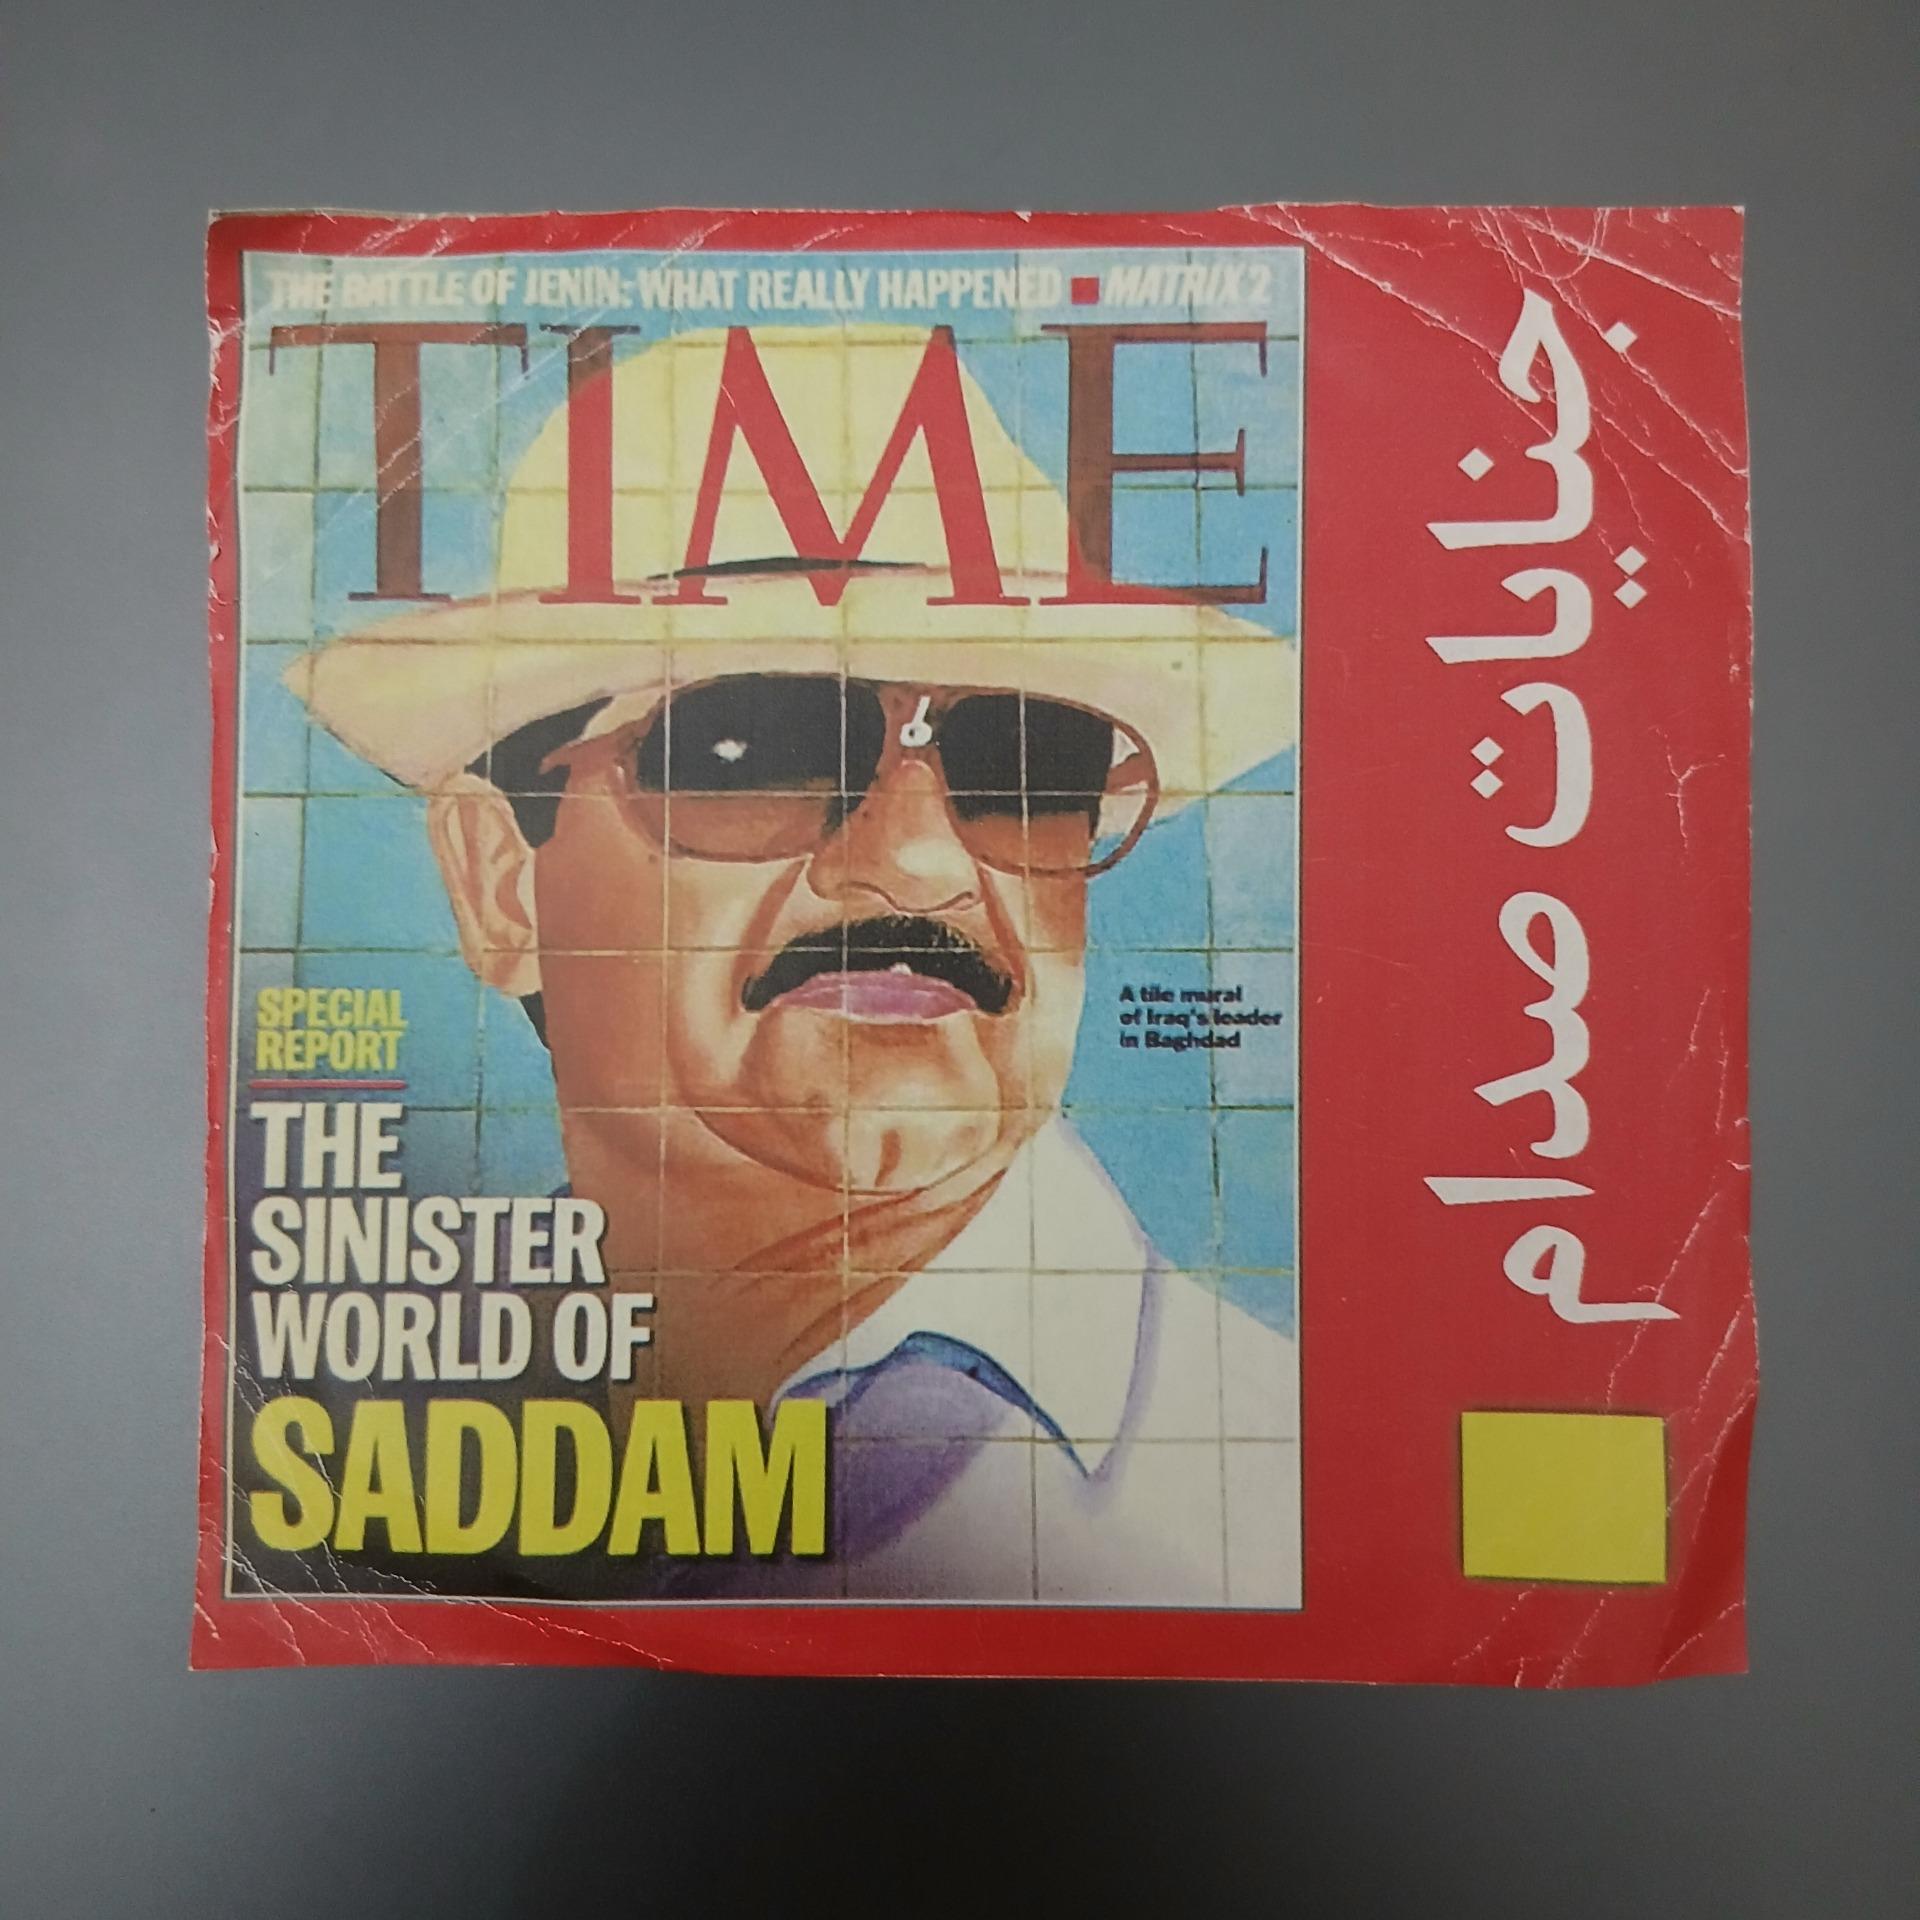 THE BATTLE OF JENIN: WHAT REALLY HAPPENED ■ MATRIX 2
TIME
A tile mural
of Iraq's leader
in Baghdad
SPECIAL
REPORT
THE
SINISTER
WORLD OF
SADDAM
جنایات صدام